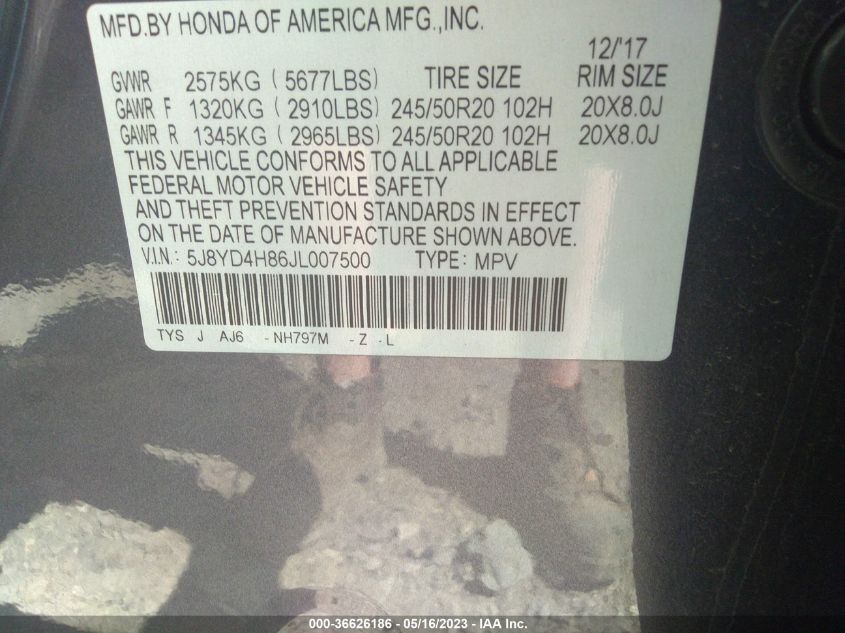 MFD.BY HONDA OF AMERICA MFG.,INC.
12/'17
GVWR 2575KG ( 5677LBS) TIRE SIZE RIM SIZE
GAWR F 1320KG ( 2910LBS) 245/50R20 102H 20X8.0J
GAWR R 1345KG ( 2965LBS) 245/50R20 102H 20X8.0J
THIS VEHICLE CONFORMS TO ALL APPLICABLE
FEDERAL MOTOR VEHICLE SAFETY
AND THEFT PREVENTION STANDARDS IN EFFECT
ON THE DATE OF MANUFACTURE SHOWN ABOVE.
V.I.N.: 5J8YD4H86JL007500 TYPE: MPV
TYS J AJ6 -NH797M -Z -L
HONDA
000-36626186 - 05/16/2023 - IAA Inc.